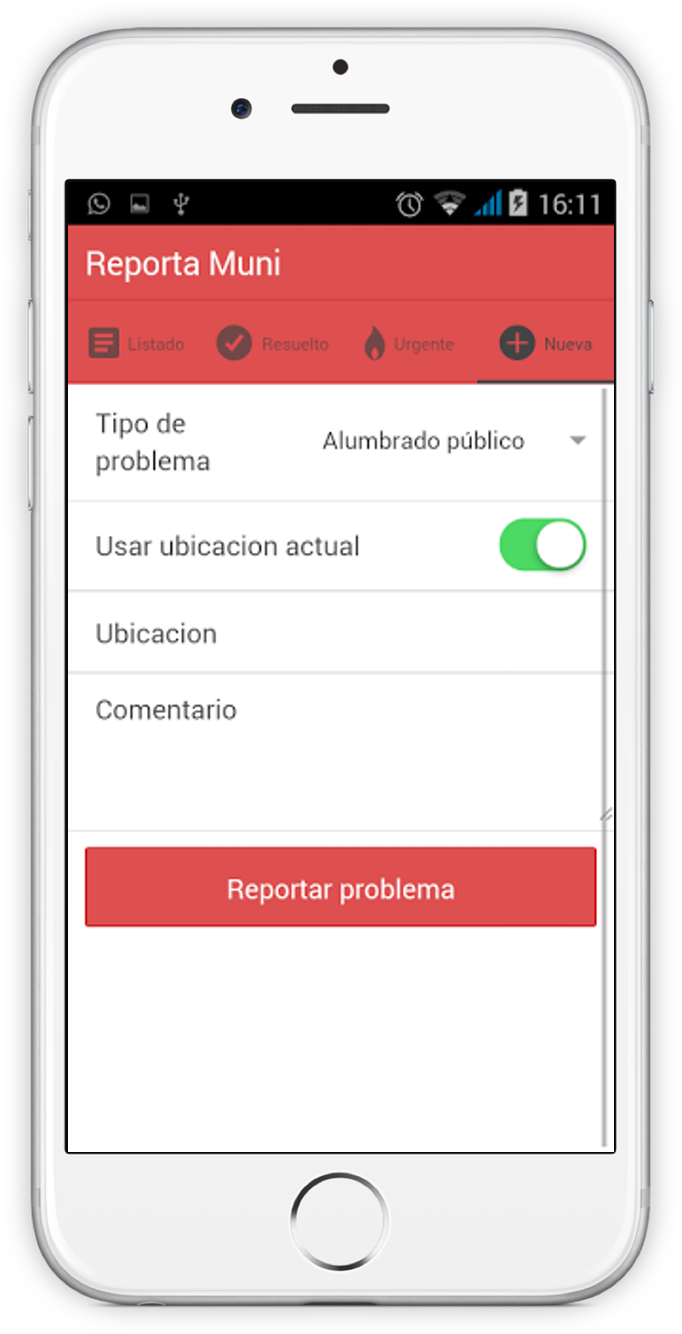 16:11
Reporta Muni
Listado Resuelto Urgente Nueva
Tipo de
problema
Alumbrado público
Usar ubicacion actual
Ubicacion
Comentario
Reportar problema